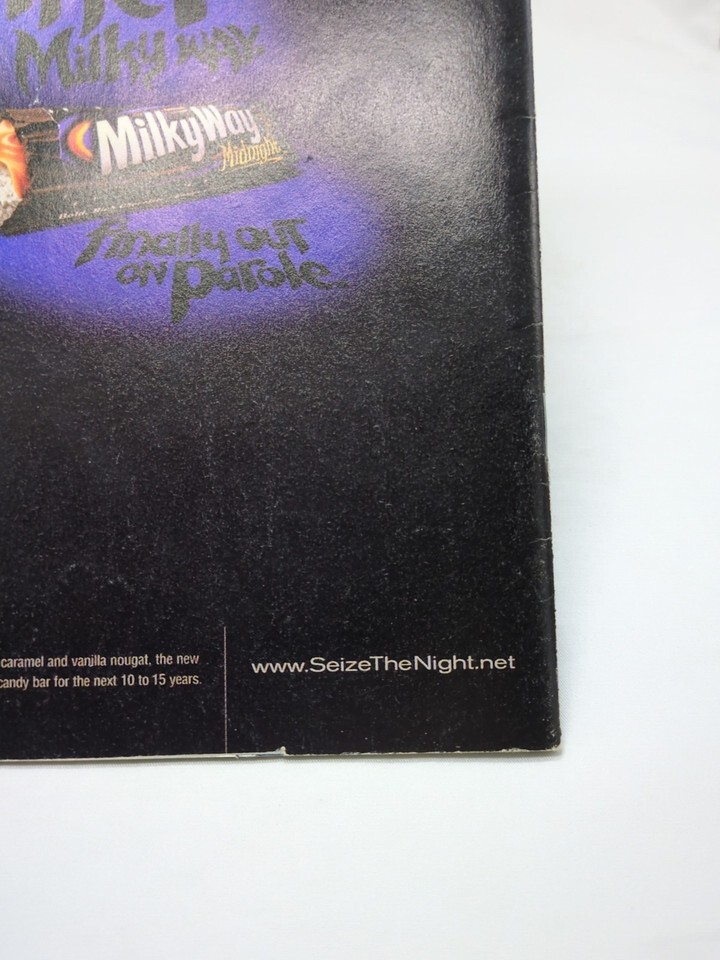 Milky way.
MilkyWay
Midnight
finally out
on parole.
caramel and vanilla nougat, the new
candy bar for the next 10 to 15 years.
www.SeizeTheNight.net